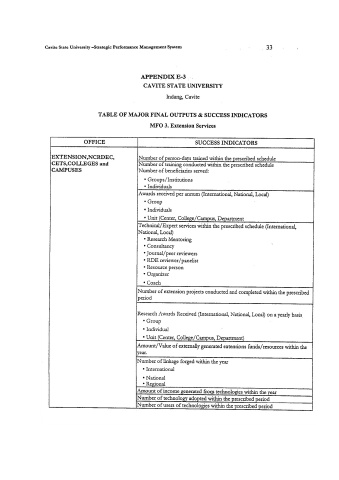 Cavite State University –Strategic Performance Management System 33
APPENDIX E-3
CAVITE STATE UNIVERSITY
Indang, Cavite
TABLE OF MAJOR FINAL OUTPUTS & SUCCESS INDICATORS
MFO 3. Extension Services
OFFICE SUCCESS INDICATORS
EXTENSION,NCRDEC,
CETS,COLLEGES and
CAMPUSES
Number of person-days trained within the prescribed schedule
Number of training conducted within the prescribed schedule
Number of beneficiaries served:
• Groups/Institutions
• Individuals
Awards received per annum (International, National, Local)
• Group
• Individuals
• Unit (Center, College/Campus, Department
Technical/Expert services within the prescribed schedule (International,
National, Local)
• Research Mentoring
• Consultancy
• Journal/peer reviewers
• RDE reviewer/panelist
• Resource person
• Organizer
• Coach
Number of extension projects conducted and completed within the prescribed
period
Research Awards Received (International, National, Local) on a yearly basis
• Group
• Individual
• Unit (Center, College/Campus, Department)
Amount/Value of externally generated extensions funds/resources within the
year.
Number of linkage forged within the year
• International
• National
• Regional
Amount of income generated from technologies within the year
Number of technology adopted within the prescribed period
Number of users of technologies within the prescribed period